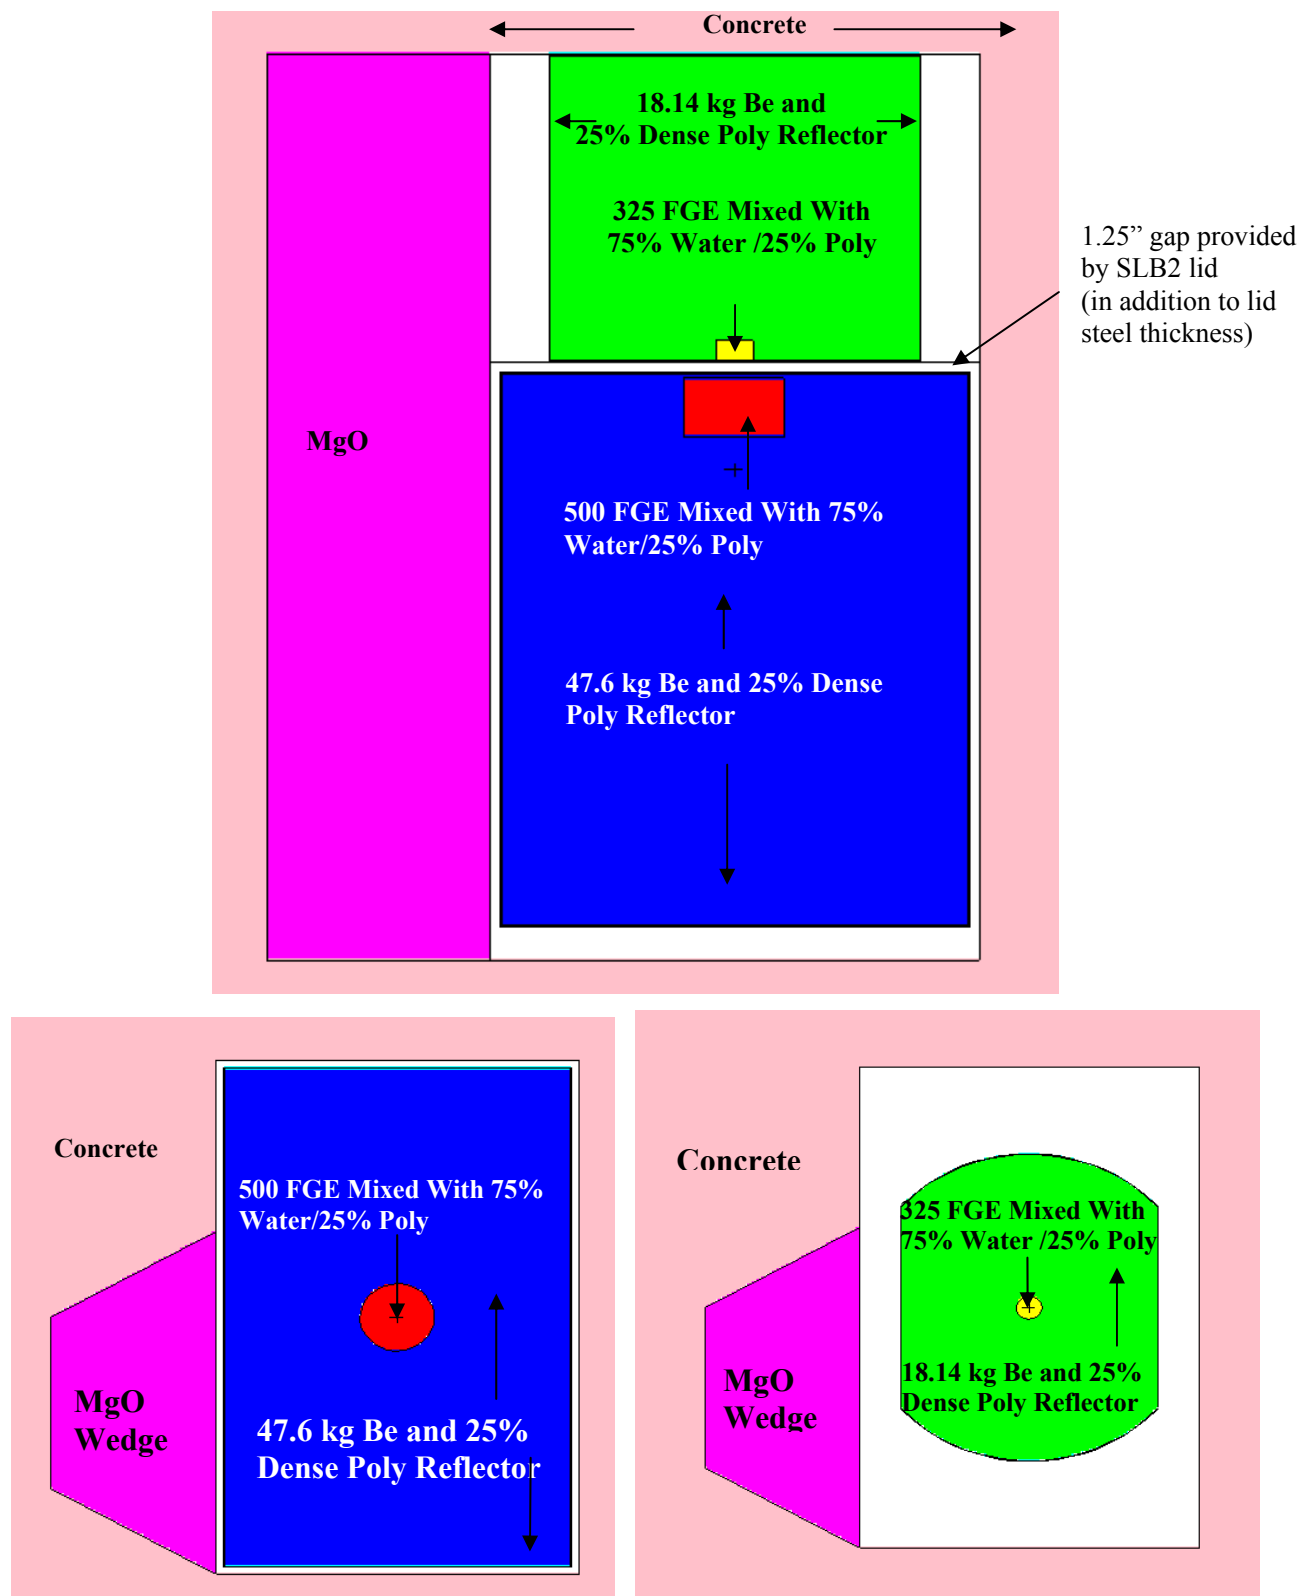 Concrete
18.14 kg Be and
25% Dense Poly Reflector
325 FGE Mixed With
75% Water /25% Poly
1.25” gap provided
by SLB2 lid
(in addition to lid
steel thickness)
MgO
500 FGE Mixed With 75%
Water/25% Poly
47.6 kg Be and 25% Dense
Poly Reflector
Concrete
500 FGE Mixed With 75%
Water/25% Poly
MgO
Wedge
47.6 kg Be and 25%
Dense Poly Reflector
Concrete
325 FGE Mixed With
75% Water /25% Poly
MgO
Wedge
18.14 kg Be and 25%
Dense Poly Reflector